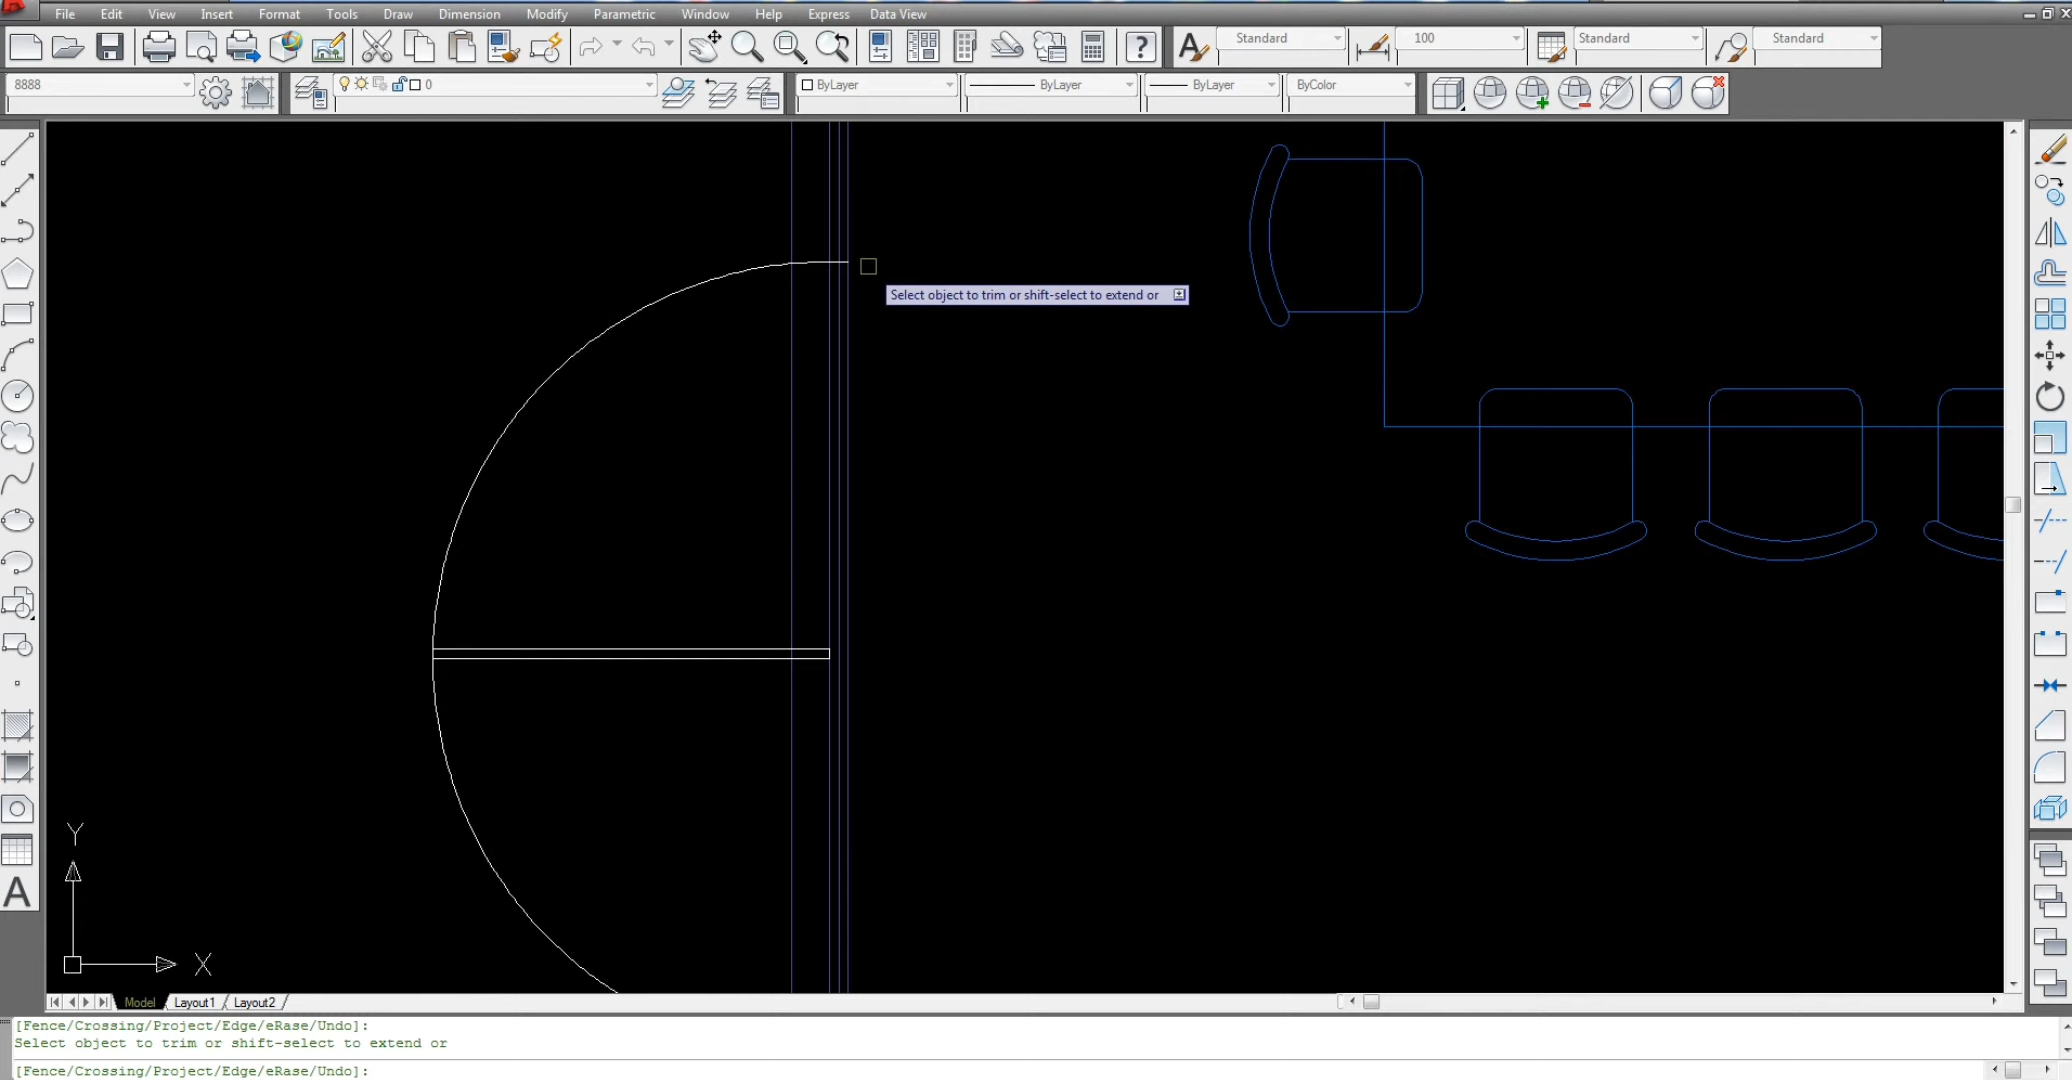 File Edit View Insert Format Tools Draw Dimension Modify Parametric Window Help Express Data View
Standard 100 Standard Standard
8888 0 ByLayer ByLayer ByLayer ByColor
Select object to trim or shift-select to extend or
Y
X
A
Model Layout1 Layout2
[Fence/Crossing/Project/Edge/eRase/Undo]:
Select object to trim or shift-select to extend or
[Fence/Crossing/Project/Edge/eRase/Undo]: